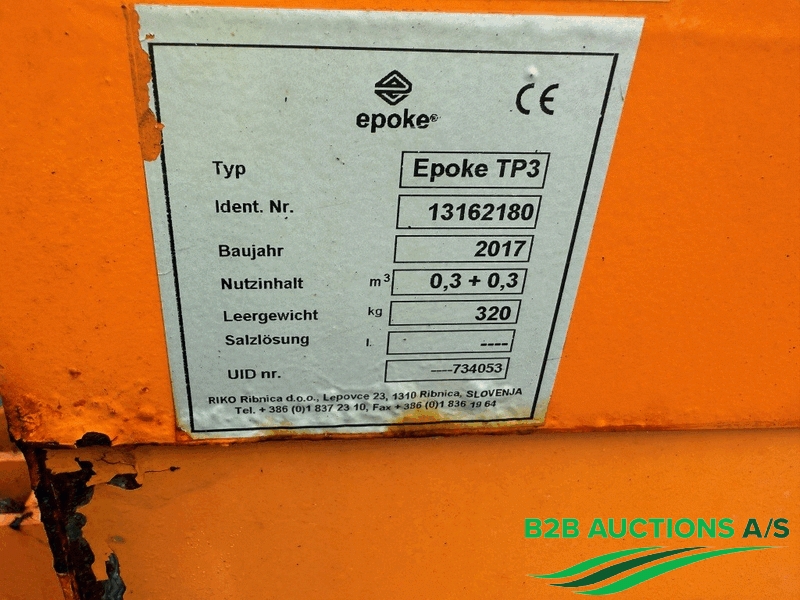 epoke®
CE
Typ Epoke TP3
Ident. Nr. 13162180
Baujahr 2017
Nutzinhalt m³ 0,3 + 0,3
Leergewicht kg 320
Salzlösung l. ----
UID nr. ----734053
RIKO Ribnica d.o.o., Lepovce 23, 1310 Ribnica, SLOVENJA
Tel. + 386 (0)1 837 23 10, Fax + 386 (0)1 836 19 64
B2B AUCTIONS A/S